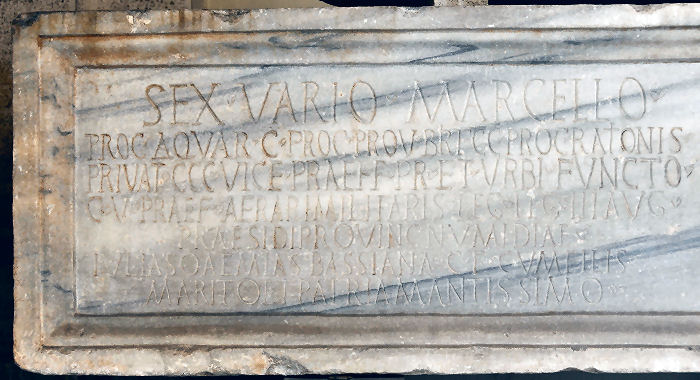 SEX·VARIO·MARCELLO
PROC·AQVAR·C·PROC·PROV·BRIT·CC·PROC·RATIONIS
PRIVAT·CCC·VICE·PRAEFF·PR·ET·VRBI·FVNCTO
C·V·PRAEF·AERARI·MILITARIS·LEG·LEG·III·AVG
PRAESIDI·PROVINC·NVMIDIAE
IVLIA SOAEMIAS BASSIANA·C·F·CVM·FILIIS
MARITO·ET·PATRI·AMANTISSIMO